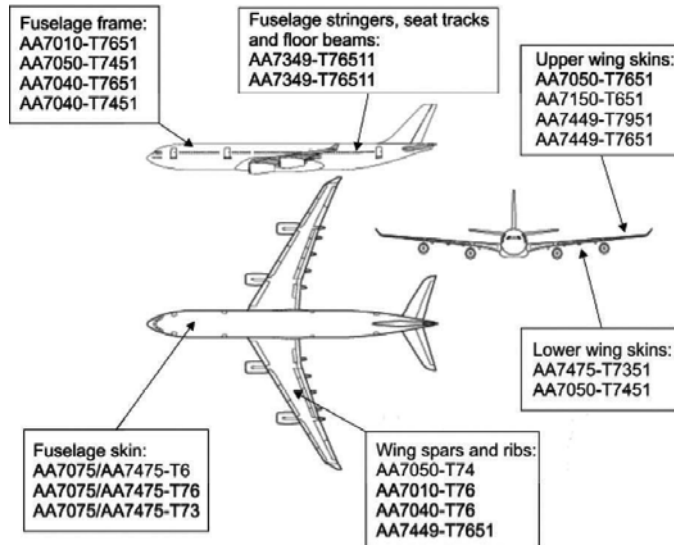 Fuselage frame:
AA7010-T7651
AA7050-T7451
AA7040-T7651
AA7040-T7451
Fuselage stringers, seat tracks
and floor beams:
AA7349-T76511
AA7349-T76511
Upper wing skins:
AA7050-T7651
AA7150-T651
AA7449-T7951
AA7449-T7651
Lower wing skins:
AA7475-T7351
AA7050-T7451
Fuselage skin:
AA7075/AA7475-T6
AA7075/AA7475-T76
AA7075/AA7475-T73
Wing spars and ribs:
AA7050-T74
AA7010-T76
AA7040-T76
AA7449-T7651